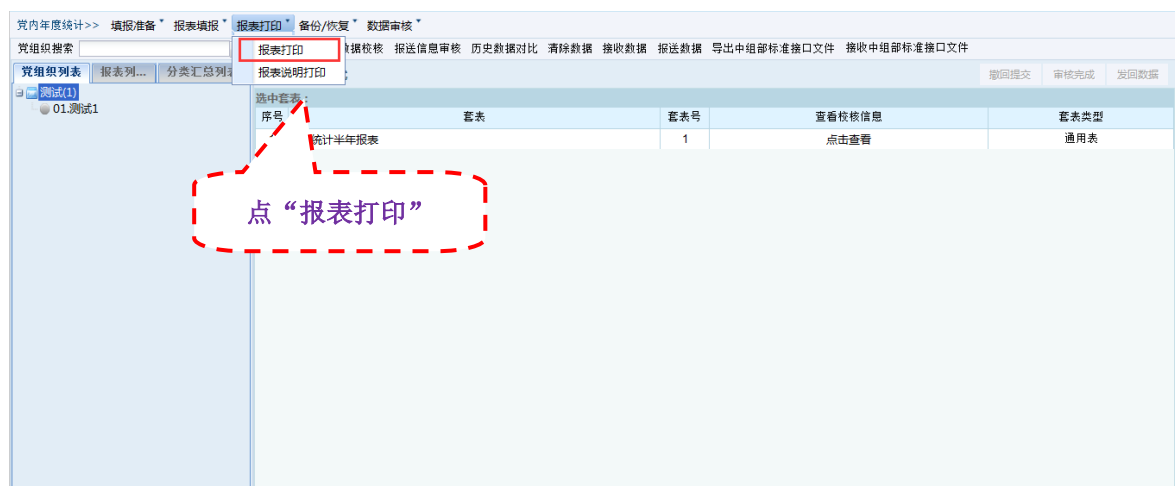 党内年度统计>> 填报准备 报表填报 报表打印 备份/恢复 数据审核
党组织搜索 报表打印 据校核 报送信息审核 历史数据对比 清除数据 接收数据 报送数据 导出中组部标准接口文件 接收中组部标准接口文件
党组织列表 报表列... 分类汇总列 报表说明打印 撤回提交 审核完成 发回数据
测试(1)
01.测试1
选中套表：
序号 套表 套表号 查看校核信息 套表类型
统计半年报表 1 点击查看 通用表
点“报表打印”